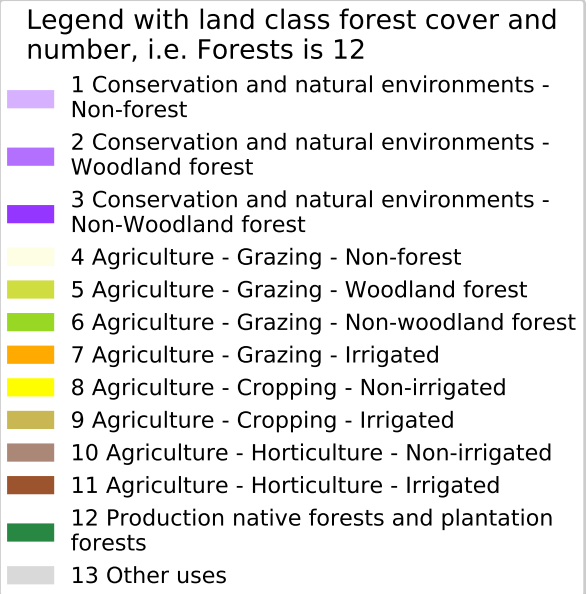 Legend with land class forest cover and
number, i.e. Forests is 12
1 Conservation and natural environments -
Non-forest
2 Conservation and natural environments -
Woodland forest
3 Conservation and natural environments -
Non-Woodland forest
4 Agriculture - Grazing - Non-forest
5 Agriculture - Grazing - Woodland forest
6 Agriculture - Grazing - Non-woodland forest
7 Agriculture - Grazing - Irrigated
8 Agriculture - Cropping - Non-irrigated
9 Agriculture - Cropping - Irrigated
10 Agriculture - Horticulture - Non-irrigated
11 Agriculture - Horticulture - Irrigated
12 Production native forests and plantation
forests
13 Other uses